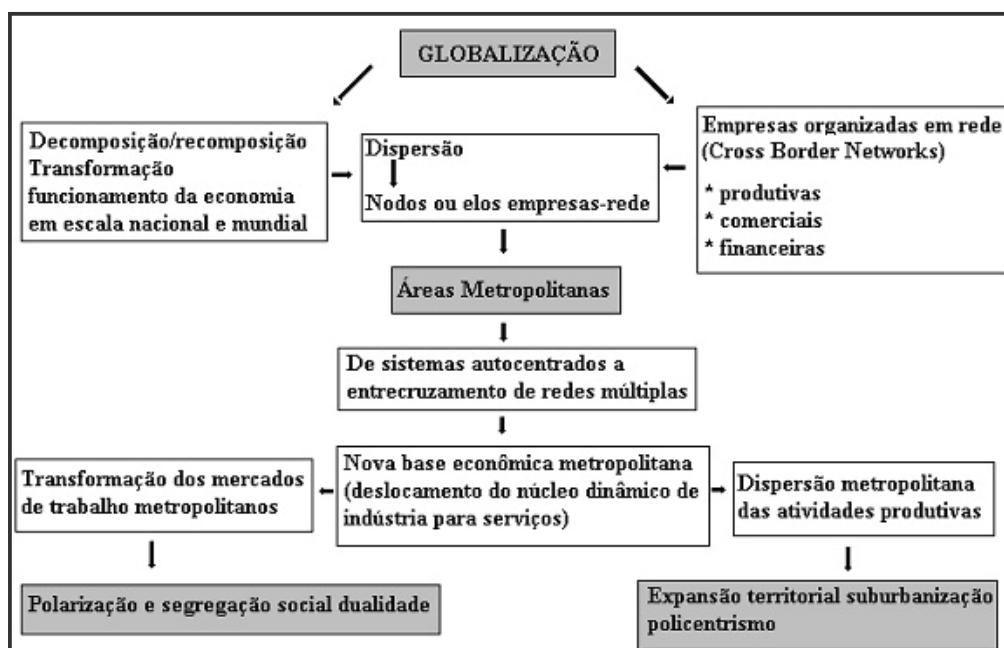 GLOBALIZAÇÃO
Decomposição/recomposição
Transformação
funcionamento da economia
em escala nacional e mundial
Dispersão
Nodos ou elos empresas-rede
Empresas organizadas em rede
(Cross Border Networks)
* produtivas
* comerciais
* financeiras
Áreas Metropolitanas
De sistemas autocentrados a
entrecruzamento de redes múltiplas
Transformação dos mercados
de trabalho metropolitanos
Nova base econômica metropolitana
(deslocamento do núcleo dinâmico de
indústria para serviços)
Dispersão metropolitana
das atividades produtivas
Polarização e segregação social dualidade
Expansão territorial suburbanização
policentrismo